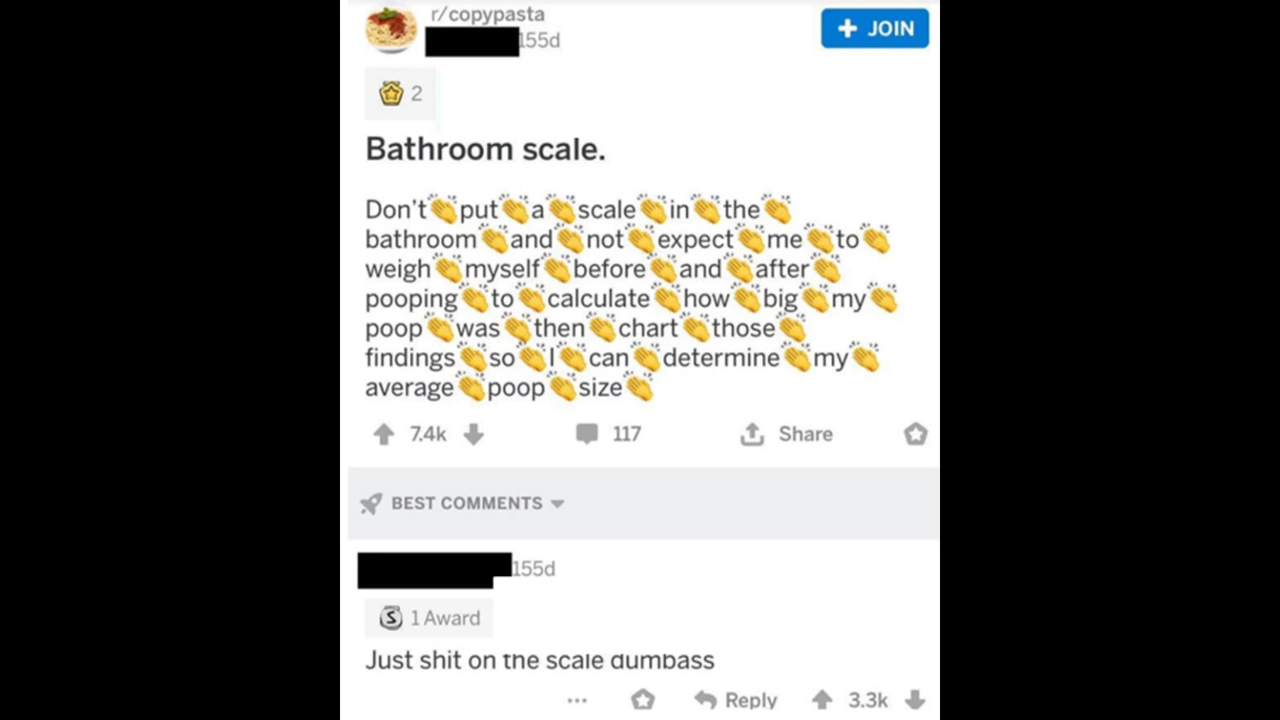 r/copypasta
155d
+ JOIN
2
Bathroom scale.
Don't👏put👏a👏scale👏in👏the👏
bathroom👏and👏not👏expect👏me👏to👏
weigh👏myself👏before👏and👏after👏
pooping👏to👏calculate👏how👏big👏my👏
poop👏was👏then👏chart👏those👏
findings👏so👏I👏can👏determine👏my👏
average👏poop👏size👏
7.4k 117 Share
BEST COMMENTS
155d
S 1 Award
Just shit on the scale dumbass
... Reply 3.3k